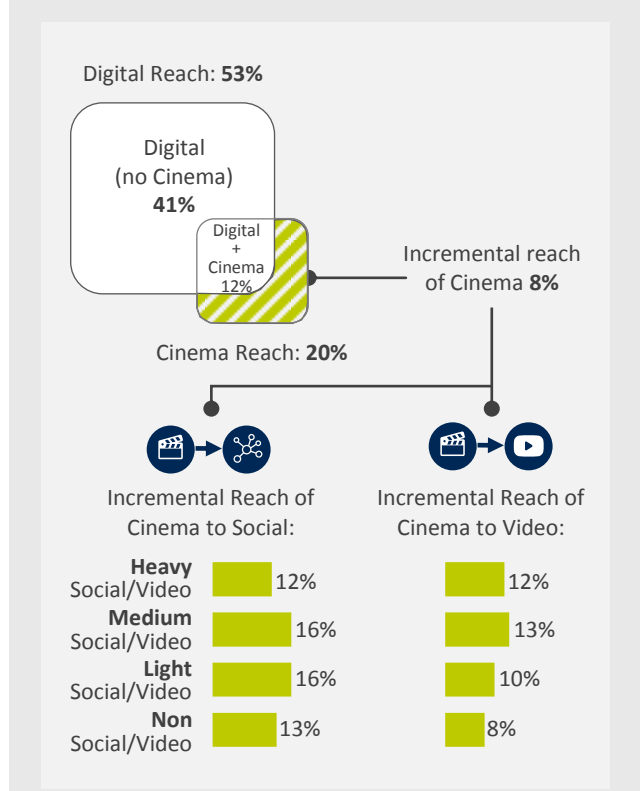 Digital Reach: 53%
Digital
(no Cinema)
41%
Digital
+
Cinema
12%
Incremental reach
of Cinema 8%
Cinema Reach: 20%
Incremental Reach of
Cinema to Social:
Incremental Reach of
Cinema to Video:
Heavy
Social/Video
12%
12%
Medium
Social/Video
16%
13%
Light
Social/Video
16%
10%
Non
Social/Video
13%
8%